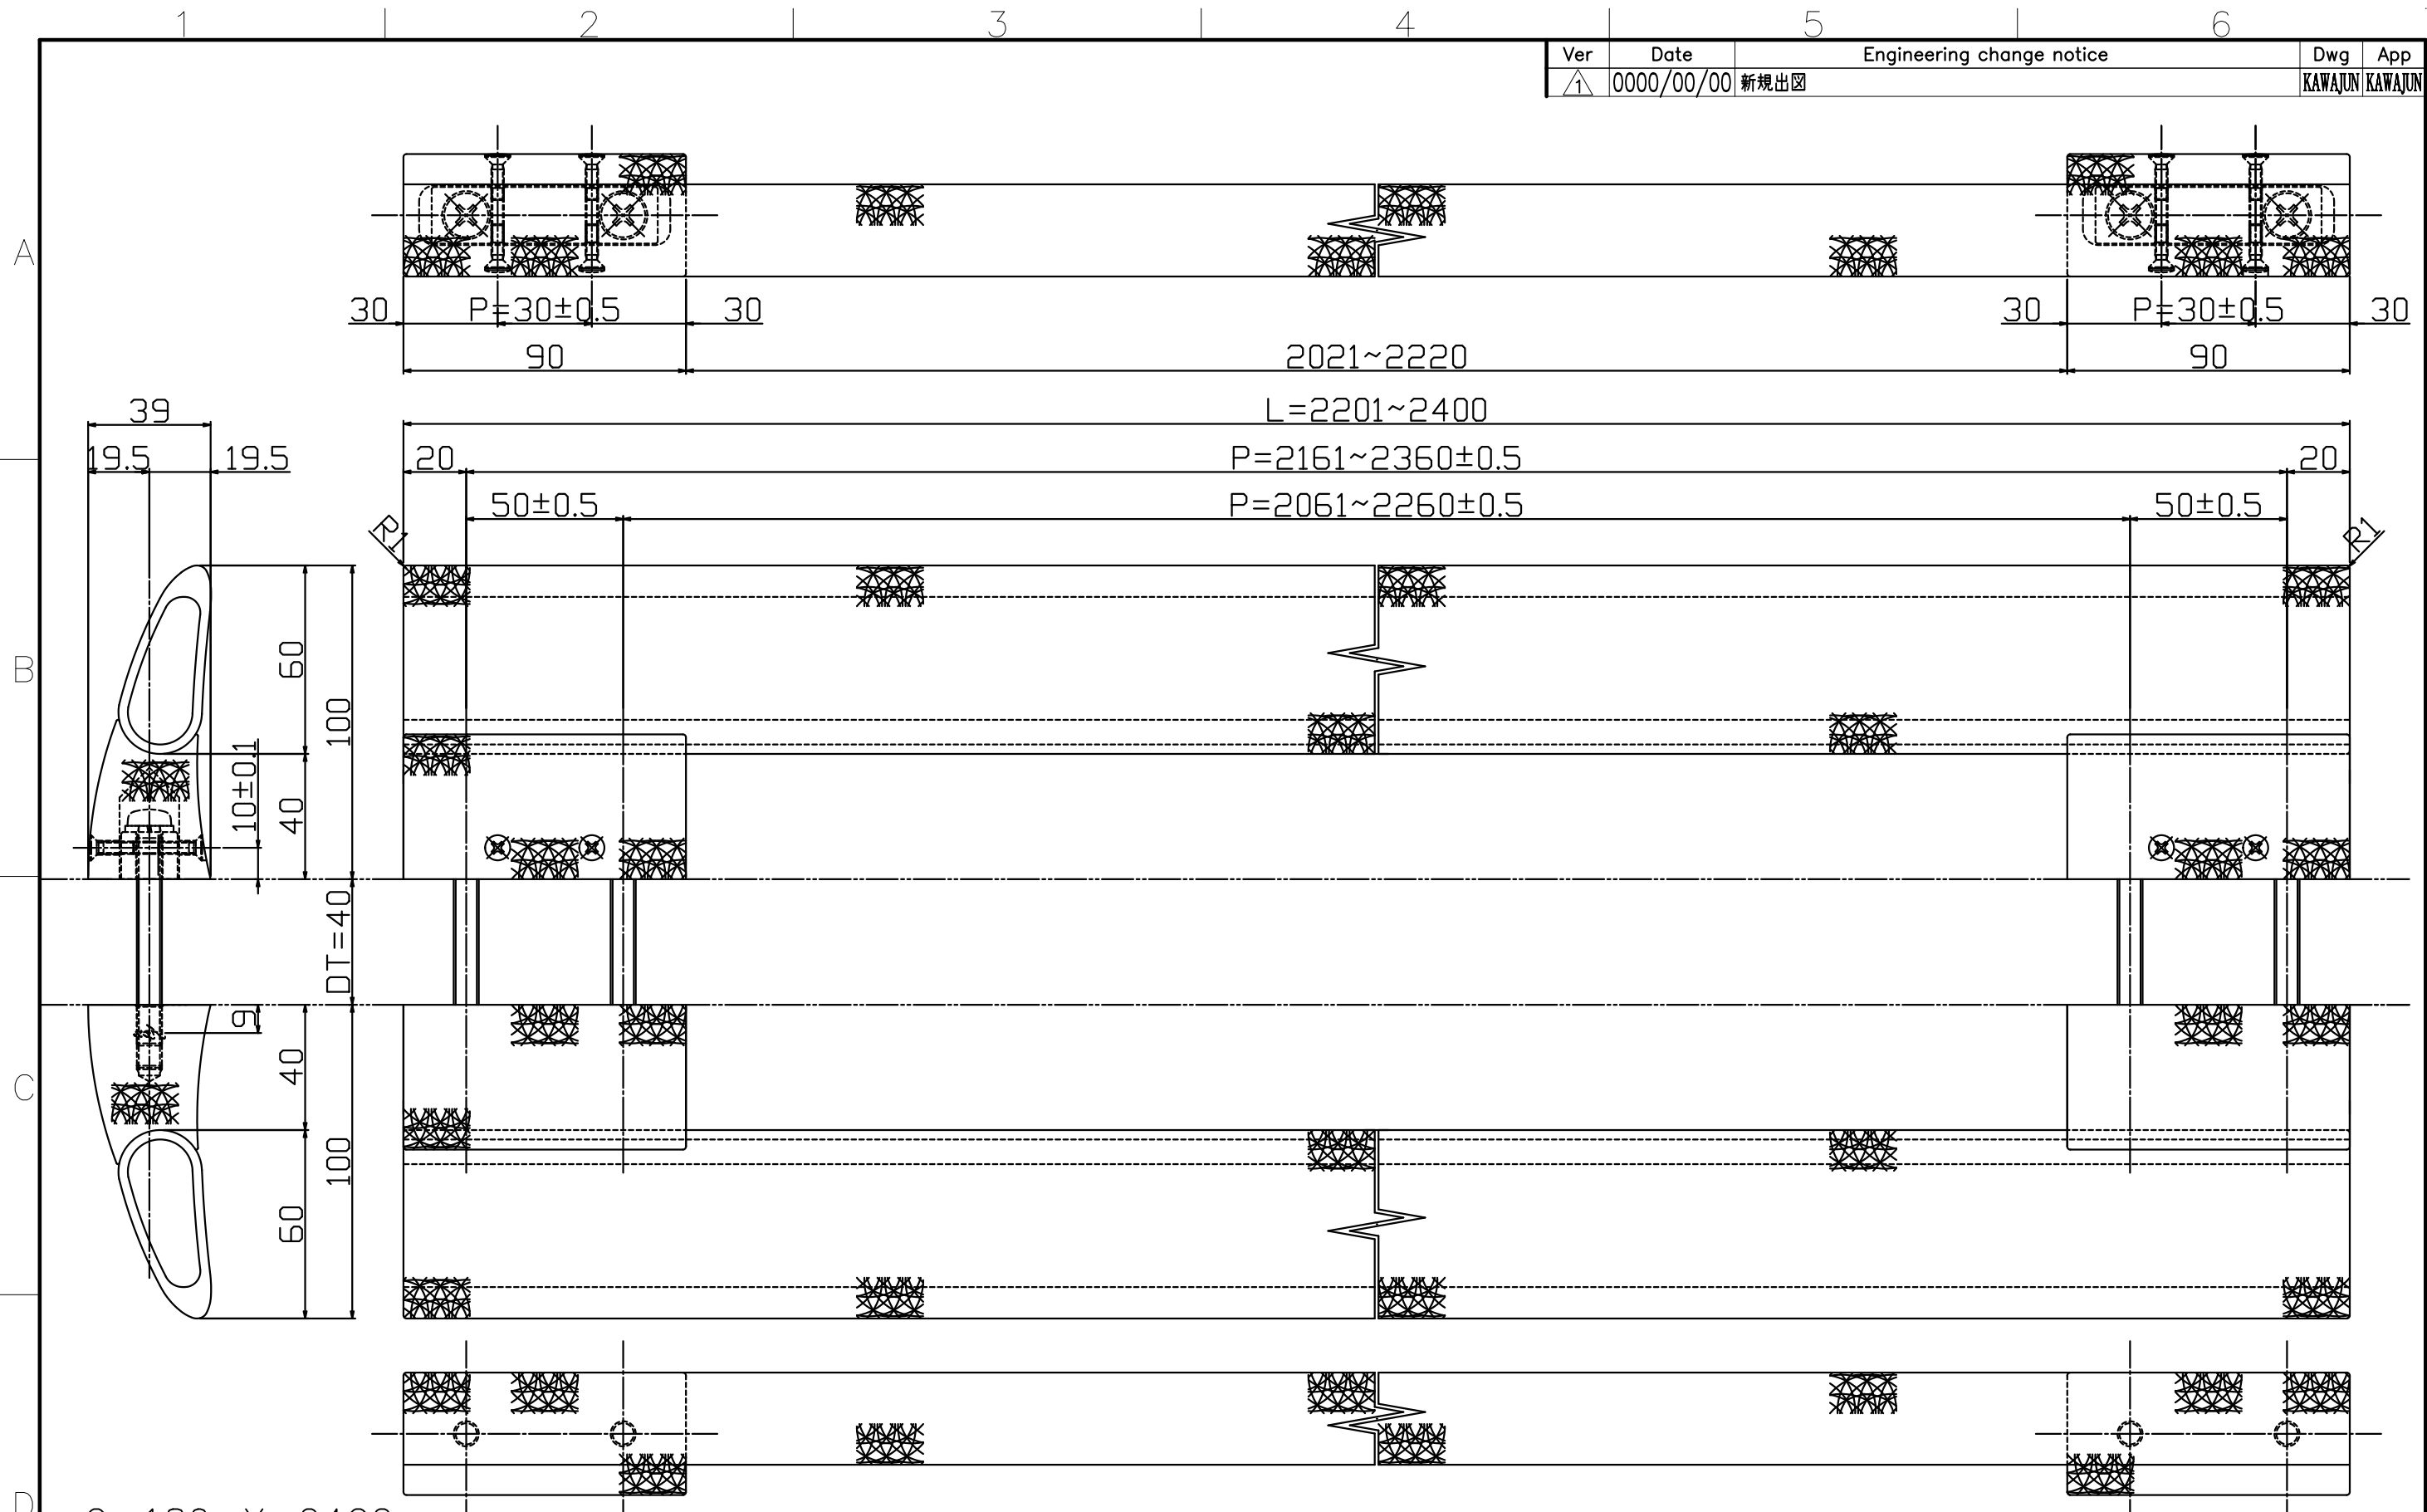 1 2 3 4 5 6
Ver Date Engineering change notice Dwg App
1 0000/00/00 新規出図 KAWAJUN KAWAJUN
A
30 P=30±0.5 30 30 P=30±0.5 30
90 2021~2220 90
39 L=2201~2400
19.5 19.5 20 P=2161~2360±0.5 20
50±0.5 P=2061~2260±0.5 50±0.5
R1 R1
B
60
100
10±0.1
40
DT=40
9
C
40
100
60
D